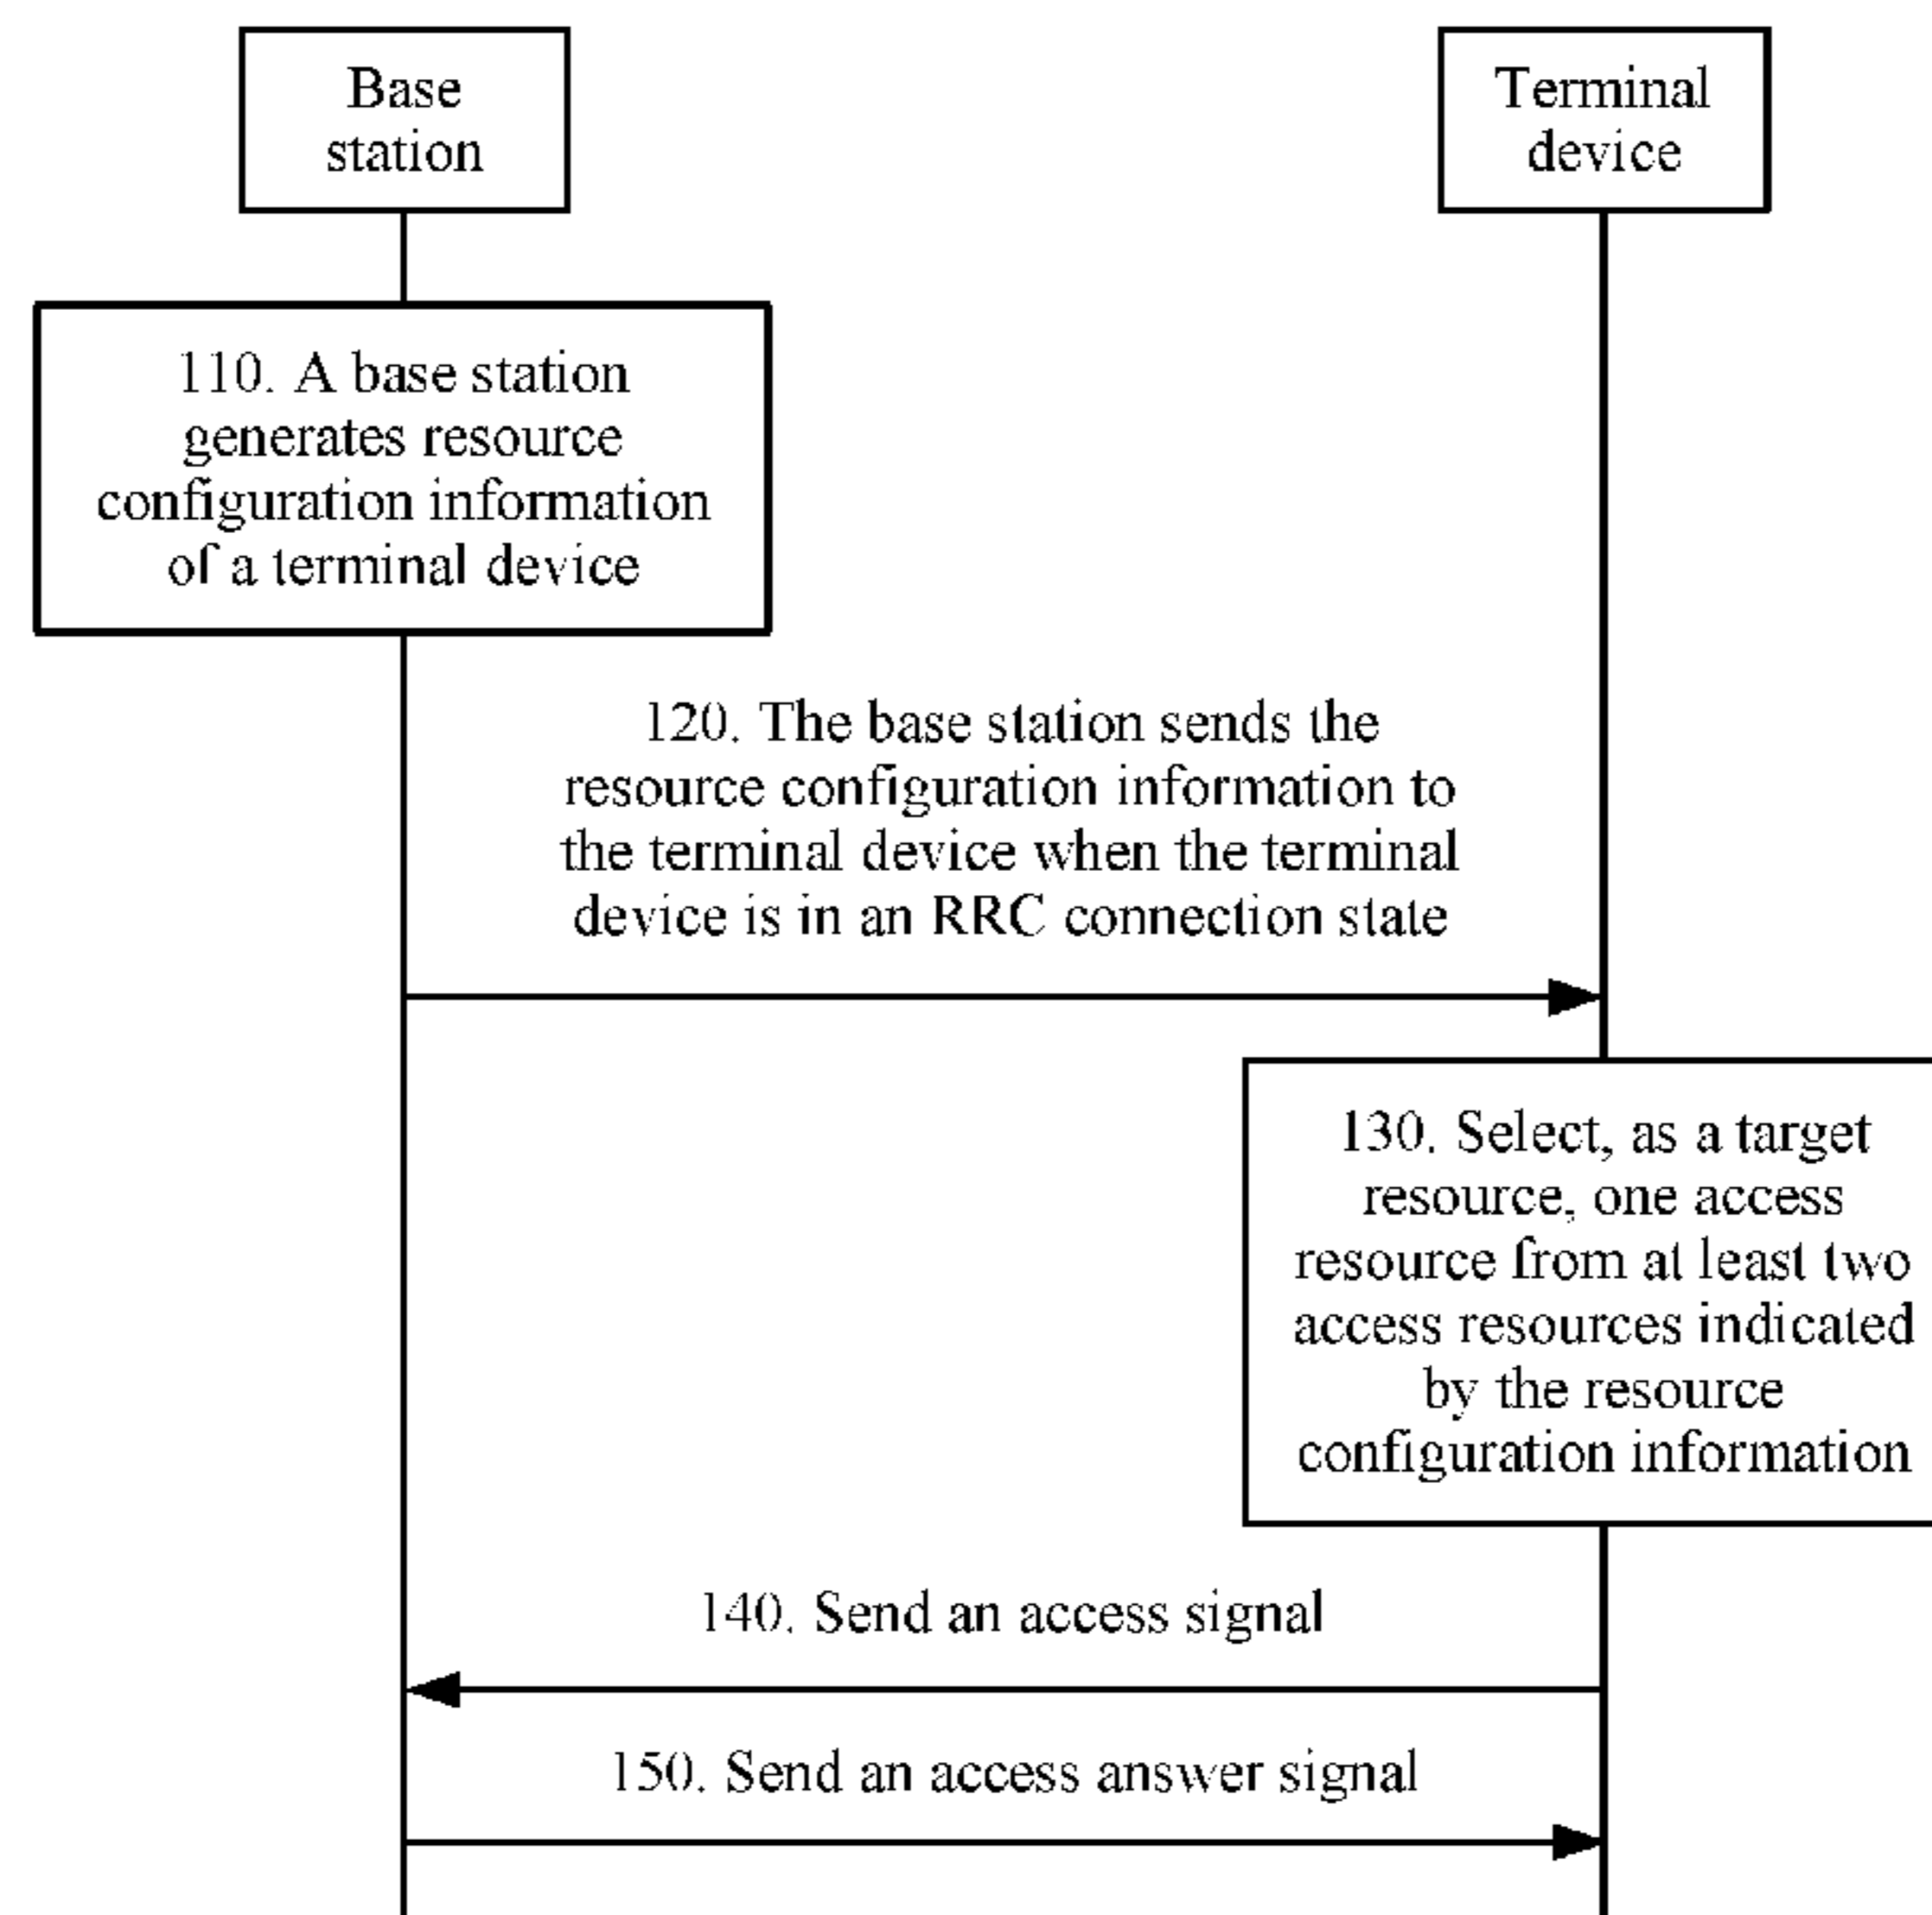 Base
station
Terminal
device
110. A base station
generates resource
configuration information
of a terminal device
120. The base station sends the
resource configuration information to
the terminal device when the terminal
device is in an RRC connection state
130. Select, as a target
resource, one access
resource from at least two
access resources indicated
by the resource
configuration information
140. Send an access signal
150. Send an access answer signal